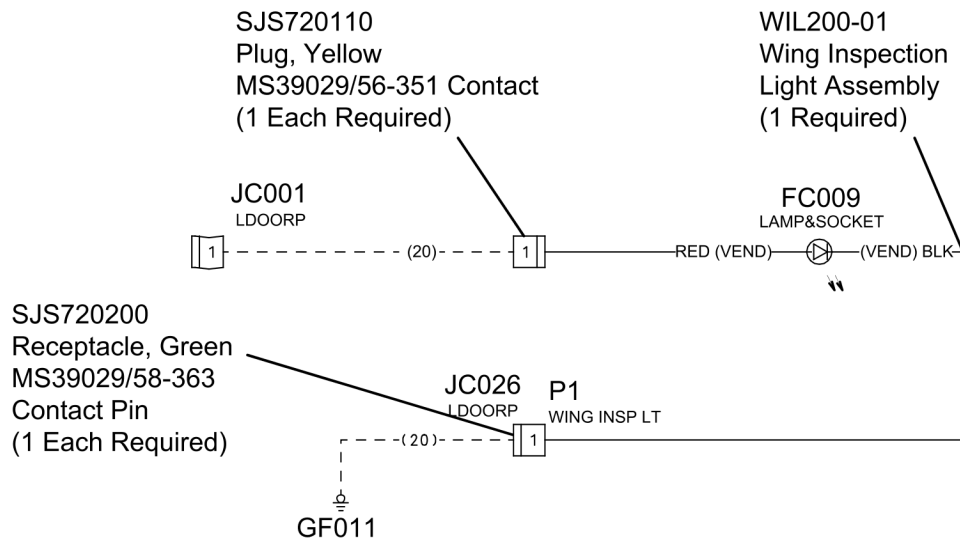 SJS720110
Plug, Yellow
MS39029/56-351 Contact
(1 Each Required)
WIL200-01
Wing Inspection
Light Assembly
(1 Required)
JC001
LDOORP
FC009
LAMP&SOCKET
1
(20)
1
RED (VEND)
(VEND) BLK
SJS720200
Receptacle, Green
MS39029/58-363
Contact Pin
(1 Each Required)
JC026
LDOORP
P1
WING INSP LT
(20)
1
GF011